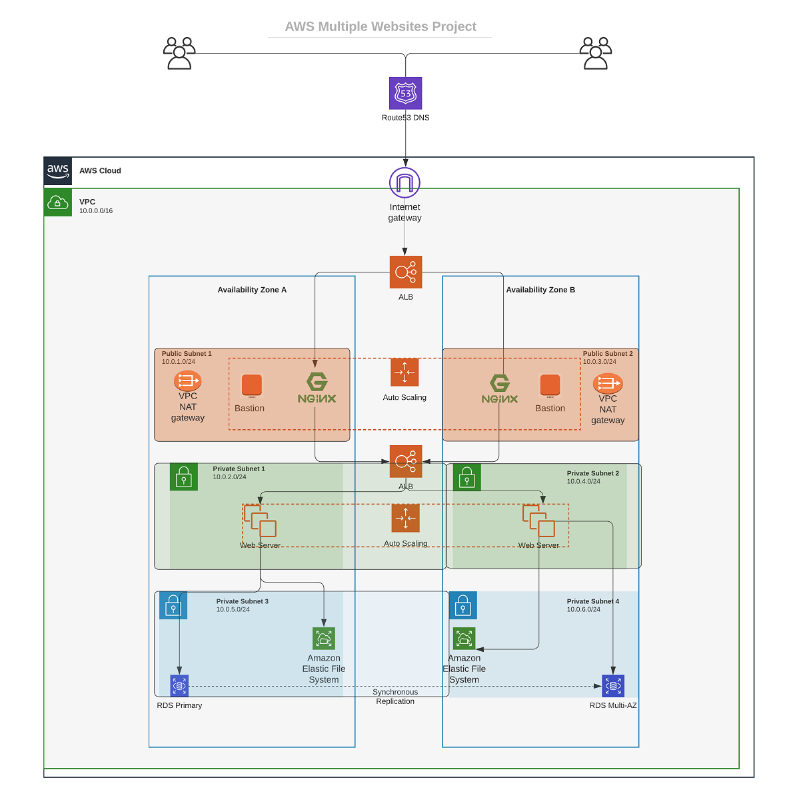 AWS Multiple Websites Project
53
Route53 DNS
aws
AWS Cloud
VPC
10.0.0.0/16
Internet
gateway
ALB
Availability Zone A
Availability Zone B
Public Subnet 1
10.0.1.0/24
Public Subnet 2
10.0.3.0/24
VPC
NAT
gateway
Bastion
NGINX
Auto Scaling
NGINX
Bastion
VPC
NAT
gateway
ALB
Private Subnet 1
10.0.2.0/24
Private Subnet 2
10.0.4.0/24
Web Server
Auto Scaling
Web Server
Private Subnet 3
10.0.5.0/24
Private Subnet 4
10.0.6.0/24
Amazon
Elastic File
System
Amazon
Elastic File
System
Synchronous
Replication
RDS Primary
RDS Multi-AZ